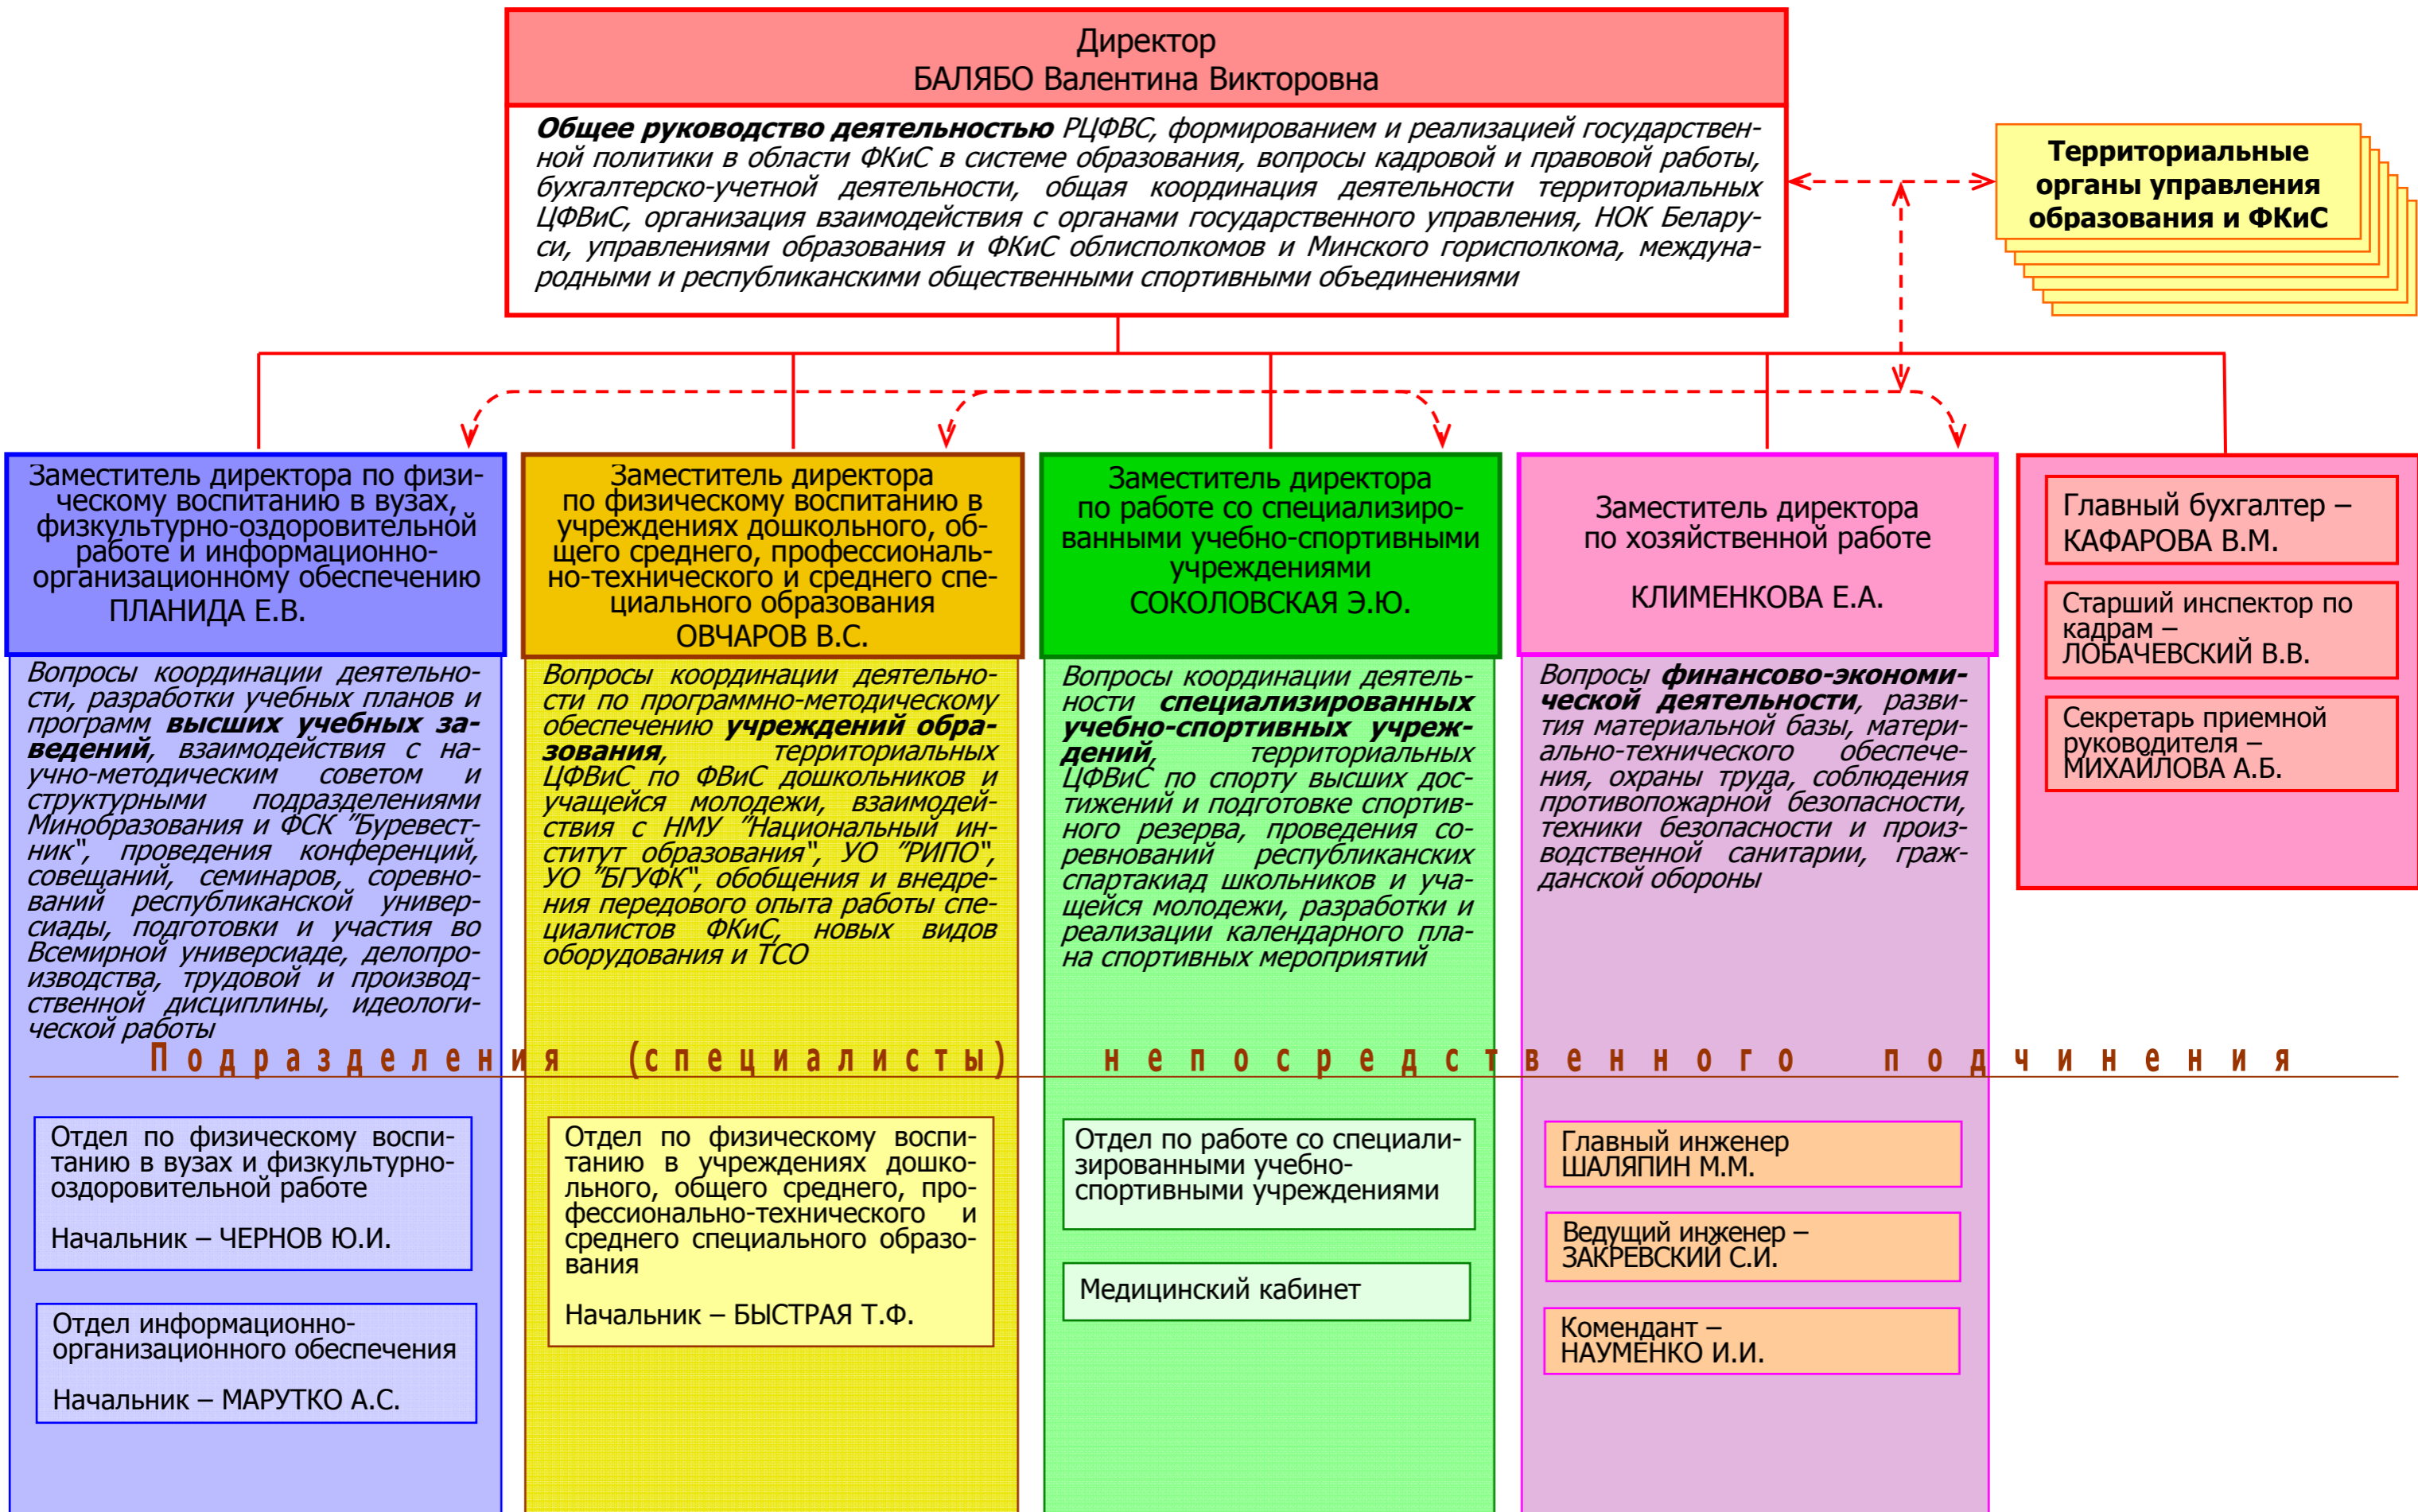 Директор
БАЛЯБО Валентина Викторовна
Общее руководство деятельностью РЦФВС, формированием и реализацией государствен-
ной политики в области ФКиС в системе образования, вопросы кадровой и правовой работы,
бухгалтерско-учетной деятельности, общая координация деятельности территориальных
ЦФВиС, организация взаимодействия с органами государственного управления, НОК Белару-
си, управлениями образования и ФКиС облисполкомов и Минского горисполкома, междуна-
родными и республиканскими общественными спортивными объединениями
Территориальные
органы управления
образования и ФКиС
Заместитель директора по физи-
ческому воспитанию в вузах,
физкультурно-оздоровительной
работе и информационно-
организационному обеспечению
ПЛАНИДА Е.В.
Вопросы координации деятельно-
сти, разработки учебных планов и
программ высших учебных за-
ведений, взаимодействия с на-
учно-методическим советом и
структурными подразделениями
Минобразования и ФСК "Буревест-
ник", проведения конференций,
совещаний, семинаров, соревно-
ваний республиканской универ-
сиады, подготовки и участия во
Всемирной универсиаде, делопро-
изводства, трудовой и производ-
ственной дисциплины, идеологи-
ческой работы
Заместитель директора
по физическому воспитанию в
учреждениях дошкольного, об-
щего среднего, профессиональ-
но-технического и среднего спе-
циального образования
ОВЧАРОВ В.С.
Вопросы координации деятельно-
сти по программно-методическому
обеспечению учреждений обра-
зования, территориальных
ЦФВиС по ФВиС дошкольников и
учащейся молодежи, взаимодей-
ствия с НМУ "Национальный ин-
ститут образования", УО "РИПО",
УО "БГУФК", обобщения и внедре-
ния передового опыта работы спе-
циалистов ФКиС, новых видов
оборудования и ТСО
Заместитель директора
по работе со специализиро-
ванными учебно-спортивными
учреждениями
СОКОЛОВСКАЯ Э.Ю.
Вопросы координации деятель-
ности специализированных
учебно-спортивных учреж-
дений, территориальных
ЦФВиС по спорту высших дос-
тижений и подготовке спортив-
ного резерва, проведения со-
ревнований республиканских
спартакиад школьников и уча-
щейся молодежи, разработки и
реализации календарного пла-
на спортивных мероприятий
Заместитель директора
по хозяйственной работе
КЛИМЕНКОВА Е.А.
Вопросы финансово-экономи-
ческой деятельности, разви-
тия материальной базы, матери-
ально-технического обеспече-
ния, охраны труда, соблюдения
противопожарной безопасности,
техники безопасности и произ-
водственной санитарии, граж-
данской обороны
Главный бухгалтер –
КАФАРОВА В.М.
Старший инспектор по
кадрам –
ЛОБАЧЕВСКИЙ В.В.
Секретарь приемной
руководителя –
МИХАЙЛОВА А.Б.
Подразделения (специалисты) непосредственного подчинения
Отдел по физическому воспи-
танию в вузах и физкультурно-
оздоровительной работе
Начальник – ЧЕРНОВ Ю.И.
Отдел информационно-
организационного обеспечения
Начальник – МАРУТКО А.С.
Отдел по физическому воспи-
танию в учреждениях дошко-
льного, общего среднего, про-
фессионально-технического и
среднего специального образо-
вания
Начальник – БЫСТРАЯ Т.Ф.
Отдел по работе со специали-
зированными учебно-
спортивными учреждениями
Медицинский кабинет
Главный инженер
ШАЛЯПИН М.М.
Ведущий инженер –
ЗАКРЕВСКИЙ С.И.
Комендант –
НАУМЕНКО И.И.